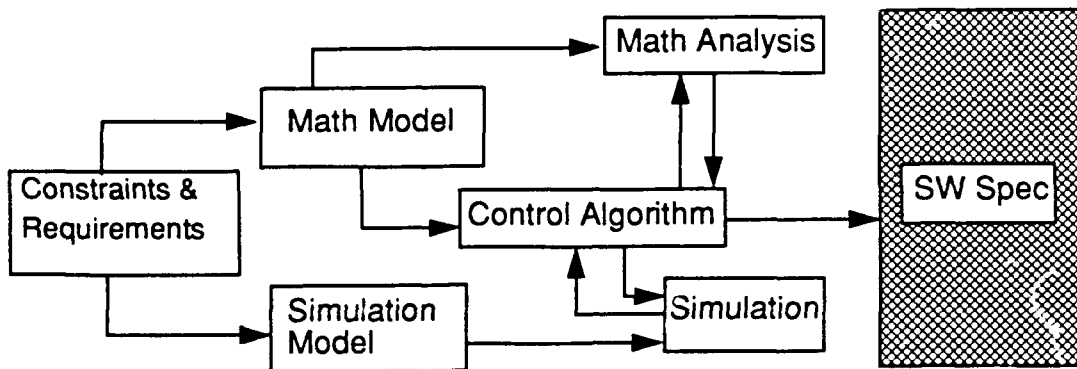 Math Analysis
Math Model
Constraints &
Requirements
Control Algorithm
SW Spec
Simulation
Model
Simulation